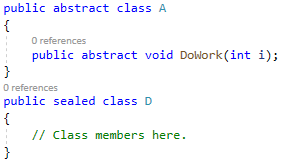 public abstract class A
{
0 references
public abstract void DoWork(int i);
}
0 references
public sealed class D
{
// Class members here.
}